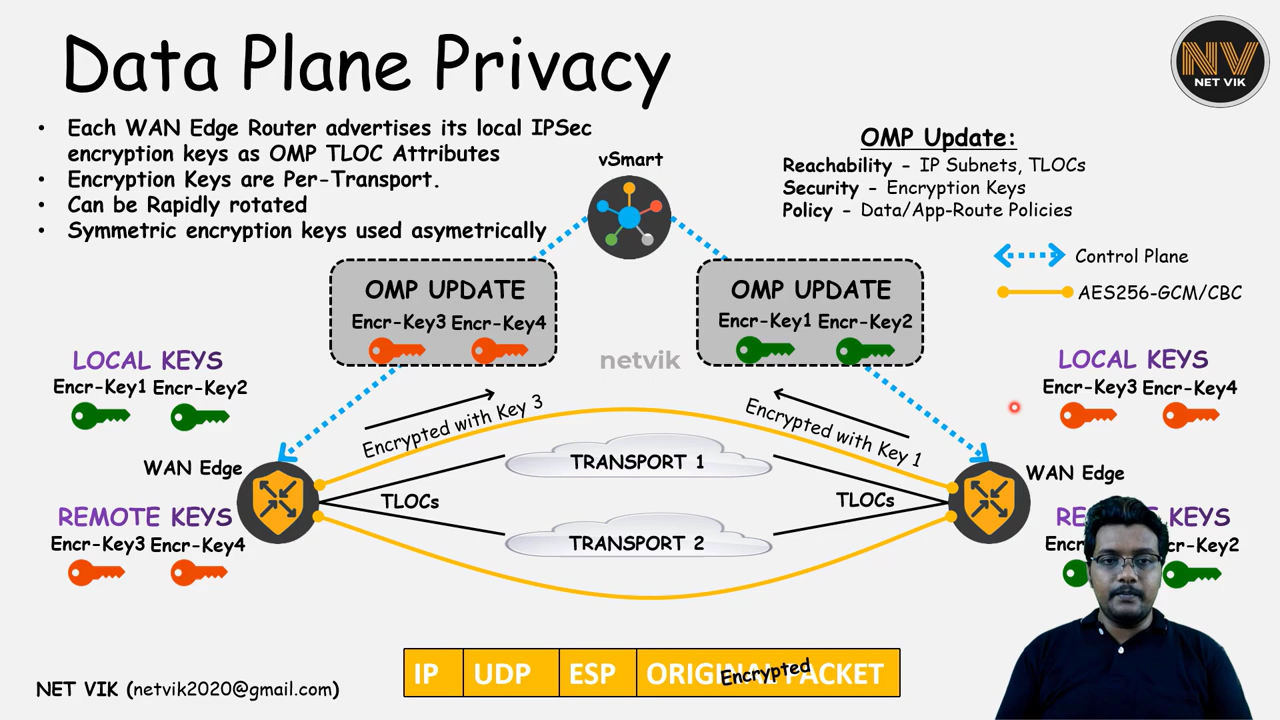 Data Plane Privacy
NV
NET VIK
• Each WAN Edge Router advertises its local IPSec
encryption keys as OMP TLOC Attributes
• Encryption Keys are Per-Transport.
• Can be Rapidly rotated
• Symmetric encryption keys used asymetrically
vSmart
OMP Update:
Reachability - IP Subnets, TLOCs
Security - Encryption Keys
Policy - Data/App-Route Policies
Control Plane
AES256-GCM/CBC
OMP UPDATE
Encr-Key3 Encr-Key4
OMP UPDATE
Encr-Key1 Encr-Key2
netvik
LOCAL KEYS
Encr-Key1 Encr-Key2
LOCAL KEYS
Encr-Key3 Encr-Key4
Encrypted with Key 3
Encrypted with Key 1
WAN Edge
TRANSPORT 1
WAN Edge
TLOCs
TLOCs
REMOTE KEYS
Encr-Key3 Encr-Key4
TRANSPORT 2
KEYS
cr-Key2
IP UDP ESP ORIGINAL PACKET
Encrypted
NET VIK (netvik2020@gmail.com)